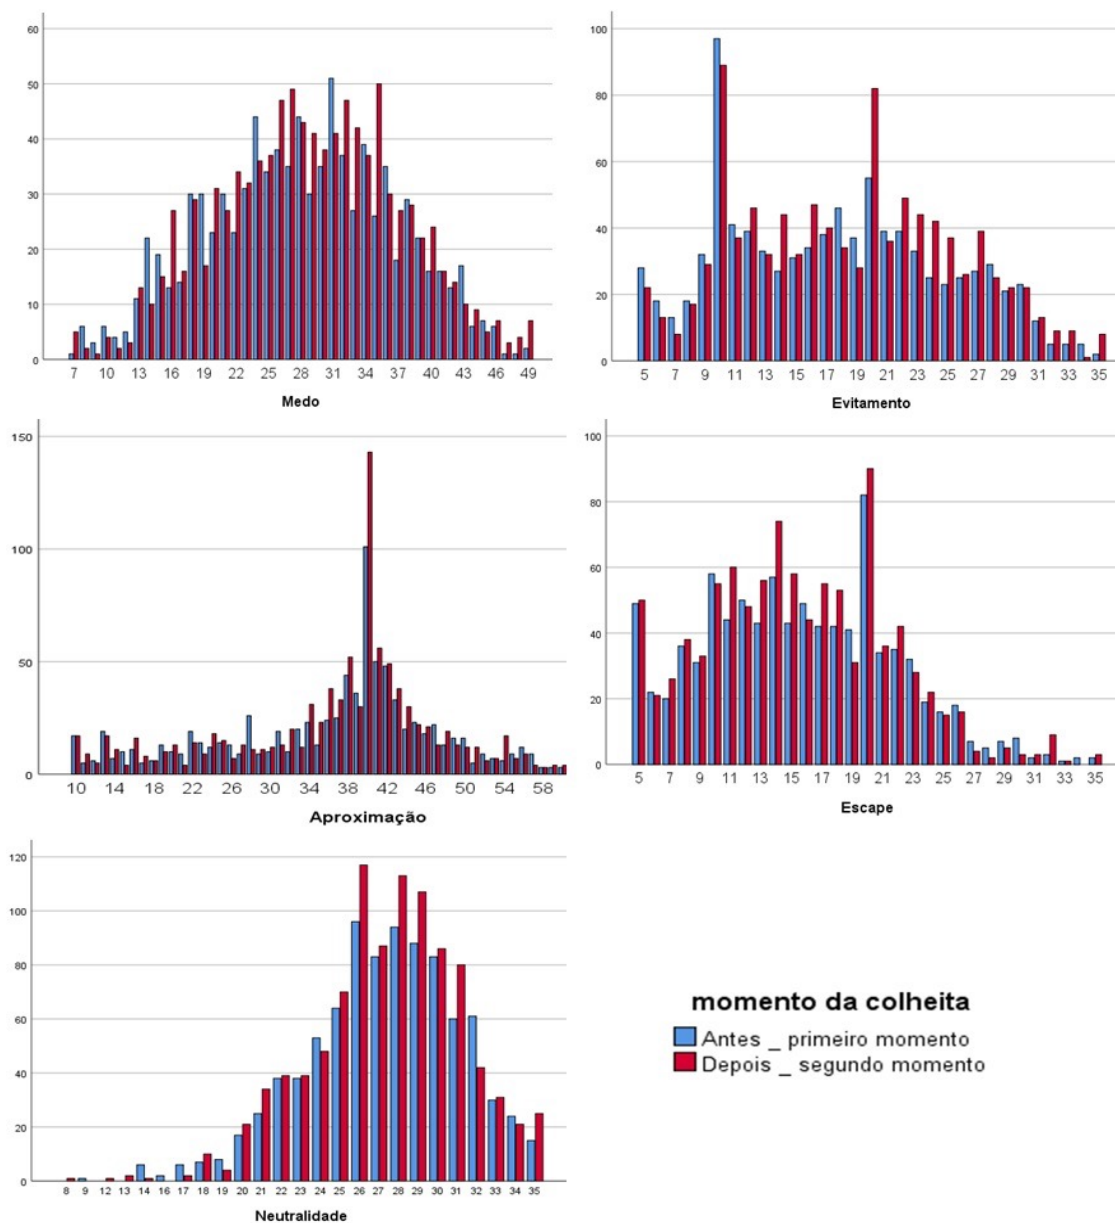 60
50
40
30
20
10
0
7 10 13 16 19 22 25 28 31 34 37 40 43 46 49
Medo
100
80
60
40
20
0
5 7 9 11 13 15 17 19 21 23 25 27 29 31 33 35
Evitamento
150
100
50
0
10 14 18 22 26 30 34 38 42 46 50 54 58
Aproximação
100
80
60
40
20
0
5 7 9 11 13 15 17 19 21 23 25 27 29 31 33 35
Escape
120
100
80
60
40
20
0
8 9 12 13 14 16 17 18 19 20 21 22 23 24 25 26 27 28 29 30 31 32 33 34 35
Neutralidade
momento da colheita
Antes _ primeiro momento
Depois _ segundo momento